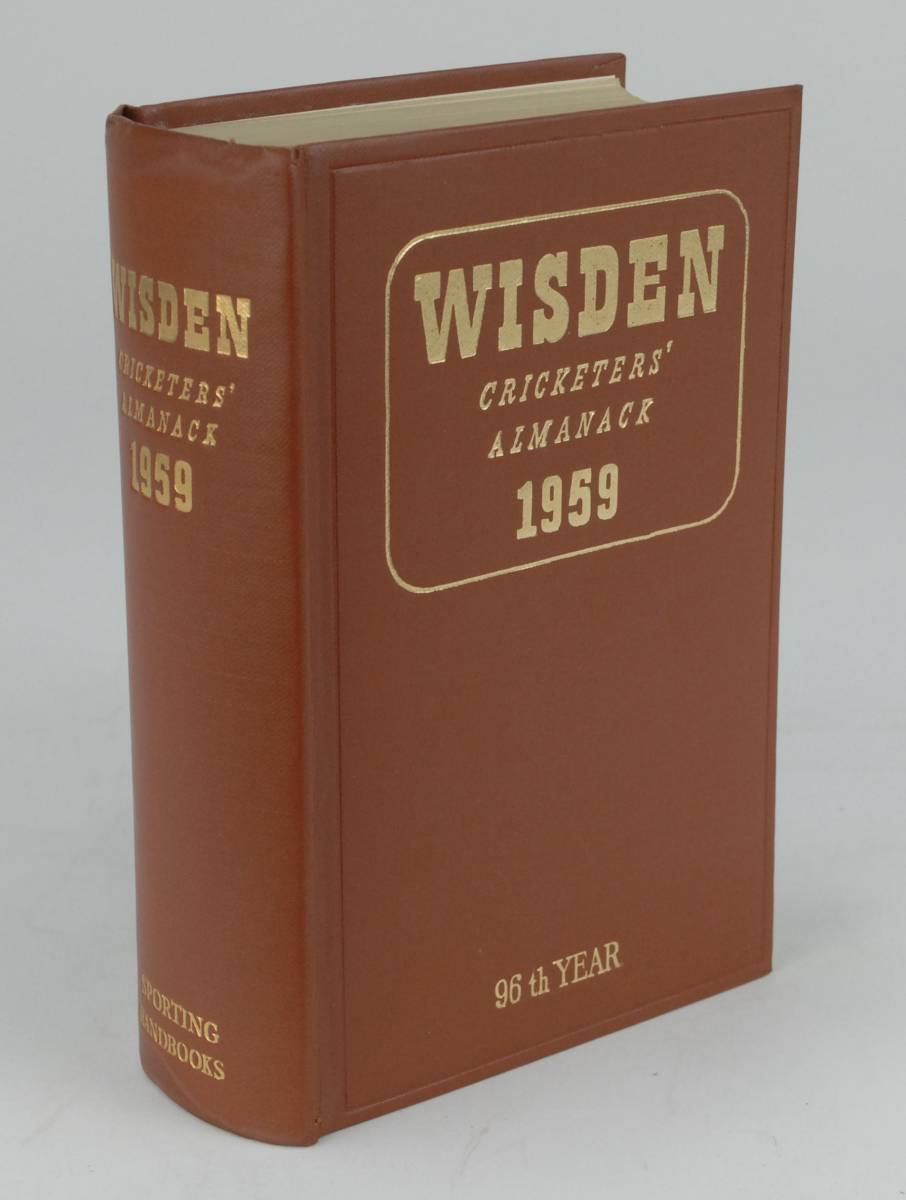 WISDEN
CRICKETERS'
ALMANACK
1959
SPORTING
HANDBOOKS
WISDEN
CRICKETERS'
ALMANACK
1959
96 th YEAR